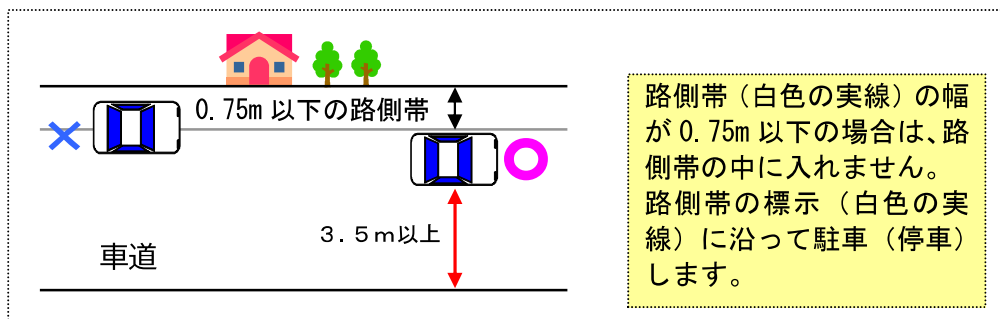 0.75m 以下の路側帯
3．５ｍ以上
車道
路側帯（白色の実線）の幅
が 0.75m 以下の場合は、路
側帯の中に入れません。
路側帯の標示（白色の実
線）に沿って駐車（停車）
します。